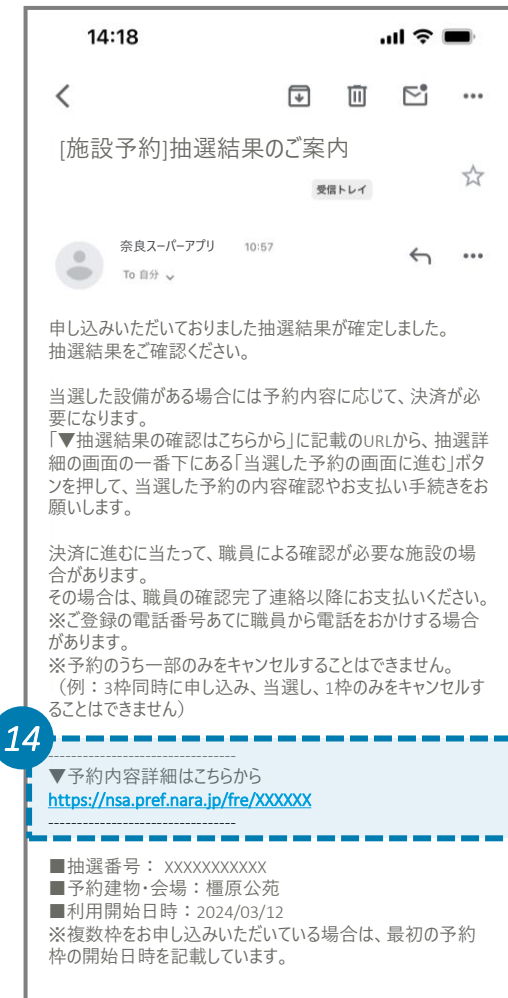 14:18
[施設予約]抽選結果のご案内
受信トレイ
奈良スーパーアプリ 10:57
To 自分
申し込みいただいておりました抽選結果が確定しました。
抽選結果をご確認ください。
当選した設備がある場合には予約内容に応じて、決済が必
要になります。
「▼抽選結果の確認はこちらから」に記載のURLから、抽選詳
細の画面の一番下にある「当選した予約の画面に進む」ボタ
ンを押して、当選した予約の内容確認やお支払い手続きをお
願いします。
決済に進むに当たって、職員による確認が必要な施設の場
合があります。
その場合は、職員の確認完了連絡以降にお支払いください。
※ご登録の電話番号あてに職員から電話をおかけする場合
があります。
※予約のうち一部のみをキャンセルすることはできません。
（例：3枠同時に申し込み、当選し、1枠のみをキャンセルす
ることはできません）
14
---------------------------------
▼予約内容詳細はこちらから
https://nsa.pref.nara.jp/fre/XXXXXX
---------------------------------
■抽選番号： XXXXXXXXXXX
■予約建物・会場：橿原公苑
■利用開始日時：2024/03/12
※複数枠をお申し込みいただいている場合は、最初の予約
枠の開始日時を記載しています。